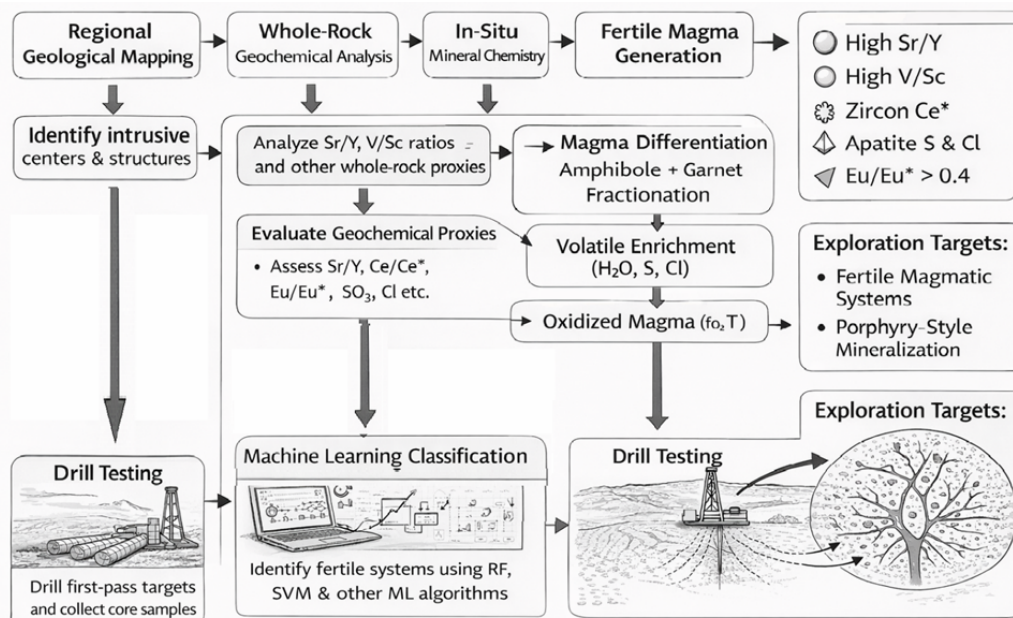 Regional
Geological Mapping
Whole-Rock
Geochemical Analysis
In-Situ
Mineral Chemistry
Fertile Magma
Generation
High Sr/Y
High V/Sc
Zircon Ce*
Apatite S & Cl
Eu/Eu* > 0.4
Identify intrusive
centers & structures
Analyze Sr/Y, V/Sc ratios
and other whole-rock proxies
Magma Differentiation
Amphibole + Garnet
Fractionation
Evaluate Geochemical Proxies
• Assess Sr/Y, Ce/Ce*,
Eu/Eu*, SO₃, Cl etc.
Volatile Enrichment
(H₂O, S, Cl)
Oxidized Magma (fo₂T)
Exploration Targets:
• Fertile Magmatic
Systems
• Porphyry-Style
Mineralization
Drill Testing
Drill first-pass targets
and collect core samples
Machine Learning Classification
Identify fertile systems using RF,
SVM & other ML algorithms
Drill Testing
Exploration Targets: